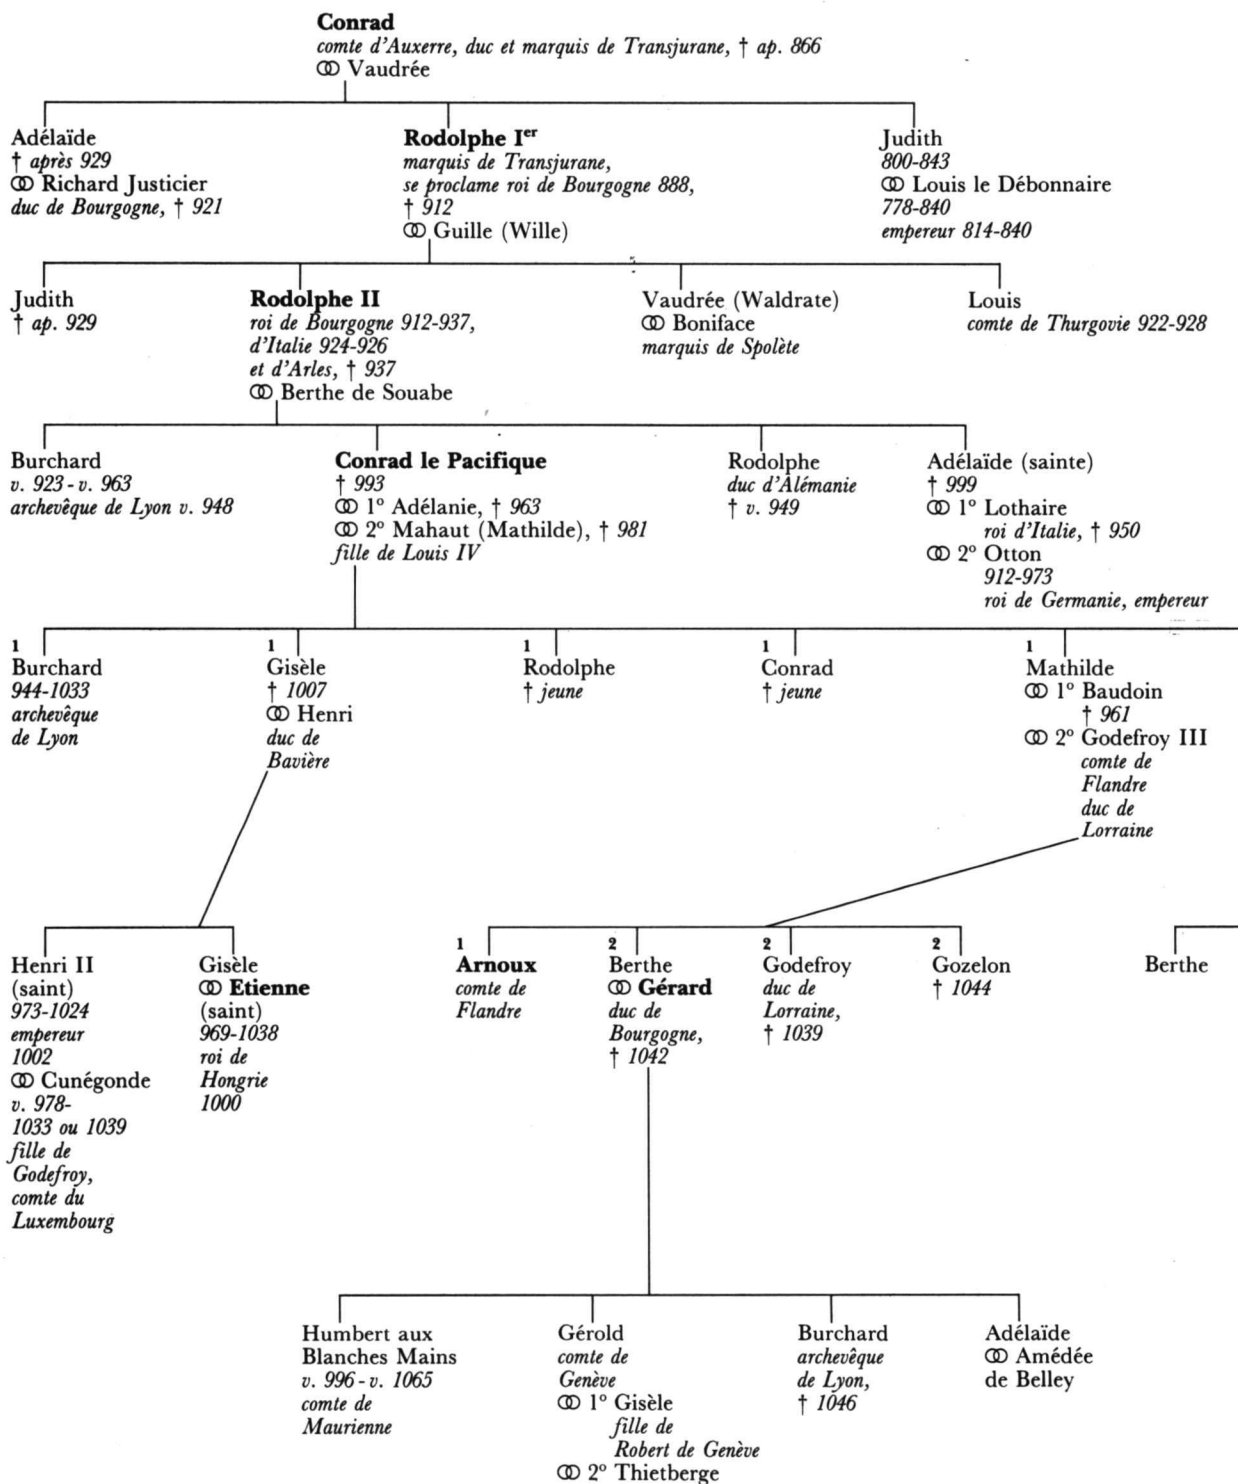 Conrad
comte d'Auxerre, duc et marquis de Transjurane, † ap. 866
⚭ Vaudrée
Adélaïde
† après 929
⚭ Richard Justicier
duc de Bourgogne, † 921
Rodolphe Ier
marquis de Transjurane,
se proclame roi de Bourgogne 888,
† 912
⚭ Guille (Wille)
Judith
800-843
⚭ Louis le Débonnaire
778-840
empereur 814-840
Judith
† ap. 929
Rodolphe II
roi de Bourgogne 912-937,
d'Italie 924-926
et d'Arles, † 937
⚭ Berthe de Souabe
Vaudrée (Waldrate)
⚭ Boniface
marquis de Spolète
Louis
comte de Thurgovie 922-928
Burchard
v. 923 - v. 963
archevêque de Lyon v. 948
Conrad le Pacifique
† 993
⚭ 1° Adélanie, † 963
⚭ 2° Mahaut (Mathilde), † 981
fille de Louis IV
Rodolphe
duc d'Alémanie
† v. 949
Adélaïde (sainte)
† 999
⚭ 1° Lothaire
roi d'Italie, † 950
⚭ 2° Otton
912-973
roi de Germanie, empereur
1
Burchard
944-1033
archevêque
de Lyon
1
Gisèle
† 1007
⚭ Henri
duc de
Bavière
1
Rodolphe
† jeune
1
Conrad
† jeune
1
Mathilde
⚭ 1° Baudoin
† 961
⚭ 2° Godefroy III
comte de
Flandre
duc de
Lorraine
Henri II
(saint)
973-1024
empereur
1002
⚭ Cunégonde
v. 978-
1033 ou 1039
fille de
Godefroy,
comte du
Luxembourg
Gisèle
⚭ Etienne
(saint)
969-1038
roi de
Hongrie
1000
1
Arnoux
comte de
Flandre
2
Berthe
⚭ Gérard
duc de
Bourgogne,
† 1042
2
Godefroy
duc de
Lorraine,
† 1039
2
Gozelon
† 1044
Berthe
Humbert aux
Blanches Mains
v. 996 - v. 1065
comte de
Maurienne
Gérold
comte de
Genève
⚭ 1° Gisèle
fille de
Robert de Genève
⚭ 2° Thietberge
Burchard
archevêque
de Lyon,
† 1046
Adélaïde
⚭ Amédée
de Belley